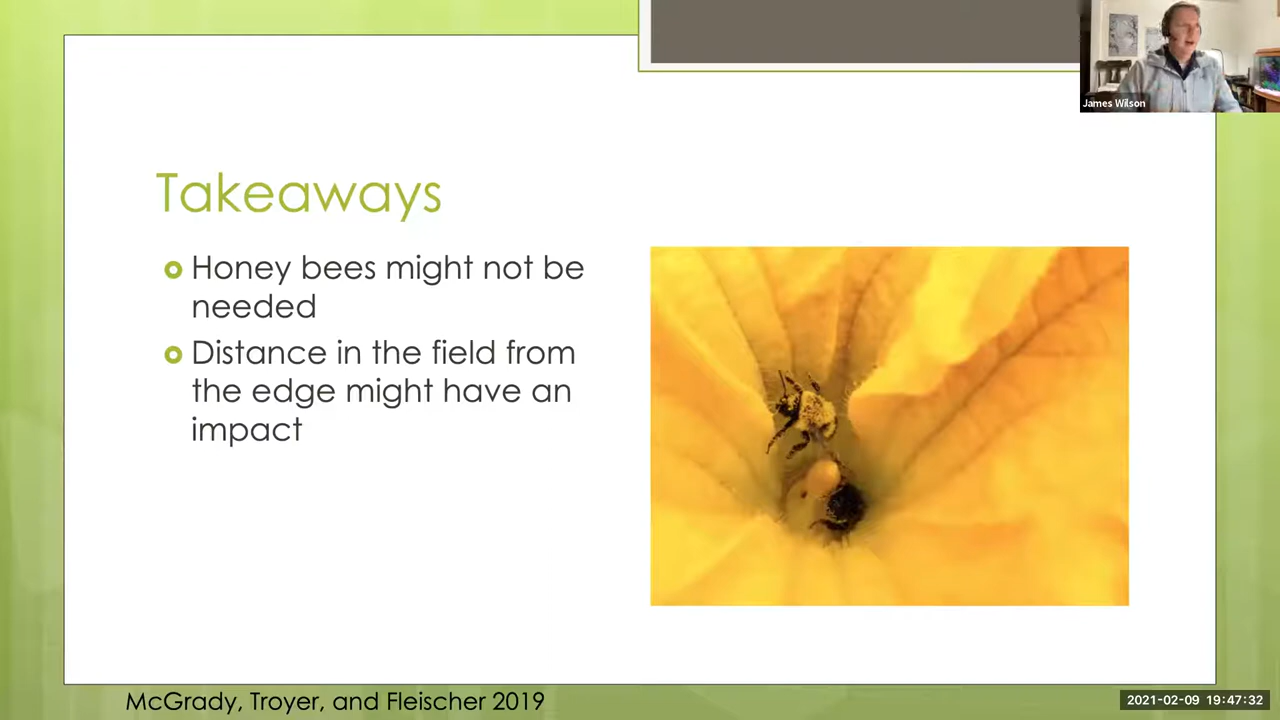 James Wilson
Takeaways
Honey bees might not be
needed
Distance in the field from
the edge might have an
impact
McGrady, Troyer, and Fleischer 2019
2021-02-09 19:47:32